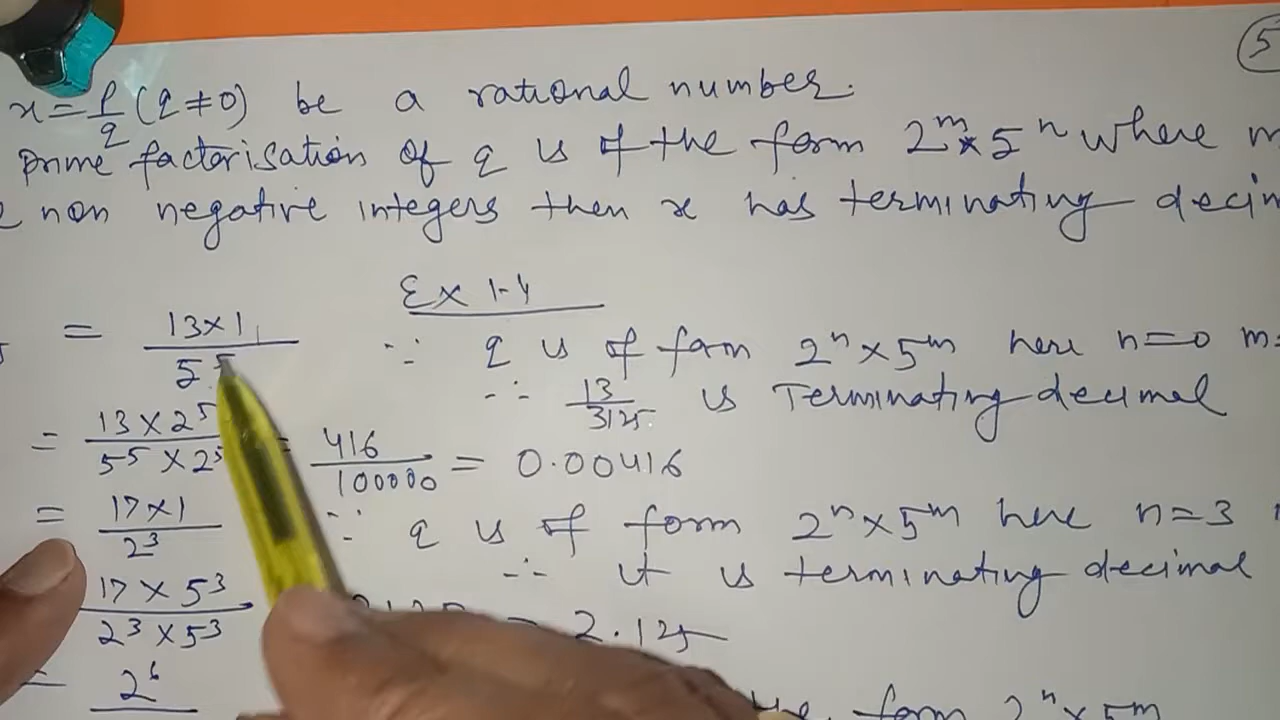 5
x = p/q (q ≠ 0) be a rational number.
prime factorisation of q is of the form 2^m × 5^n where m
non negative integers then x has terminating decim
Ex 1.4
= 13×1/5^5 ∵ q is of fam 2^n × 5^m here n=0 m=
∴ 13/3125 is Terminating decimal
= 13×2^5/5^5×2^5 = 416/100000 = 0.00416
= 17×1/2^3 ∵ q is of form 2^n × 5^m here n=3
∴ it is terminating decimal
17×5^3/2^3×5^3 = 2.125
= 2^6
the form 2^n × 5^m